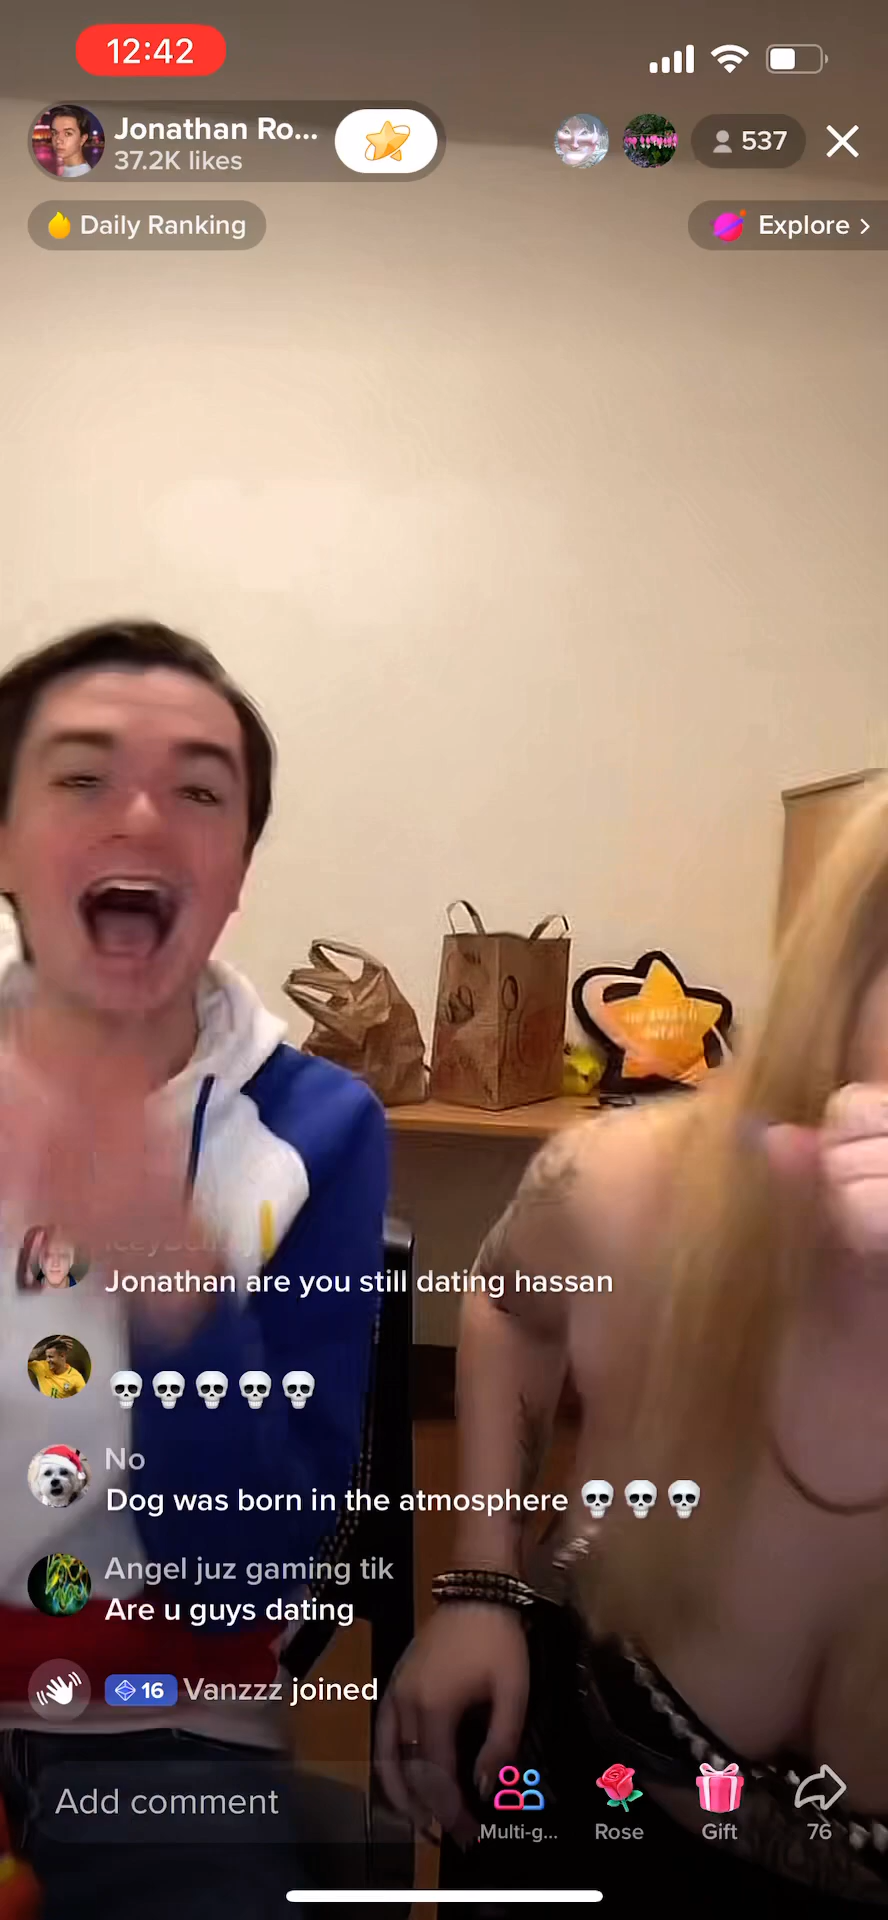 12:42
Jonathan Ro...
37.2K likes
537
Daily Ranking
Explore >
Jonathan are you still dating hassan
💀💀💀💀💀
No
Dog was born in the atmosphere 💀💀💀
Angel juz gaming tik
Are u guys dating
16 Vanzzz joined
Add comment
Multi-g...
Rose
Gift
76